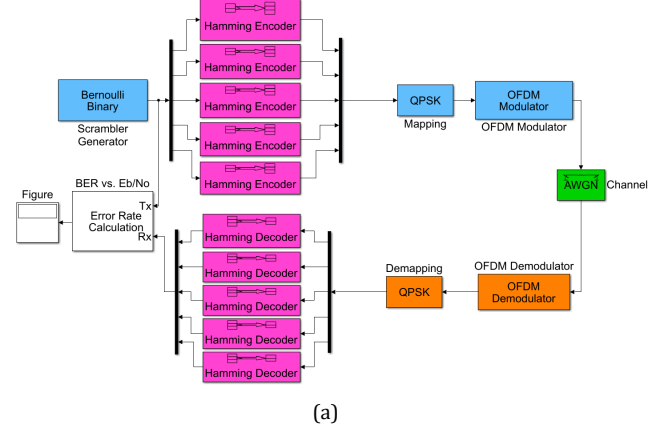 Hamming Encoder
Hamming Encoder
Bernoulli
Binary
Hamming Encoder
QPSK
OFDM
Modulator
Scrambler
Generator
Mapping
OFDM Modulator
Hamming Encoder
Hamming Encoder
AWGN
Channel
BER vs. Eb/No
Figure
Tx
Error Rate
Calculation
Rx
Hamming Decoder
Hamming Decoder
Demapping
OFDM Demodulator
Hamming Decoder
QPSK
OFDM
Demodulator
Hamming Decoder
Hamming Decoder
(a)